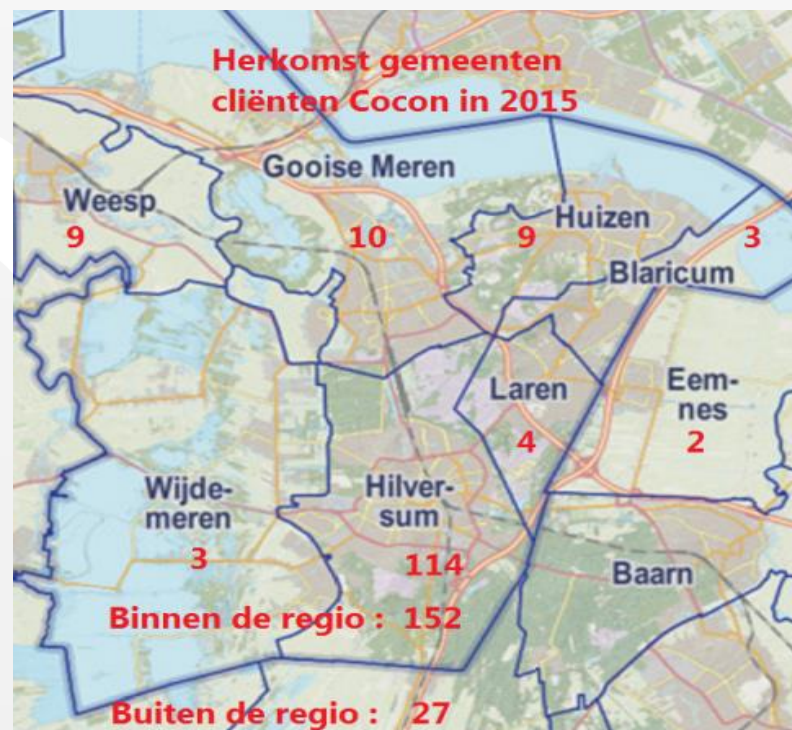 Herkomst gemeenten
cliënten Cocon in 2015
Gooise Meren
Weesp
9
10
Huizen
9
3
Blaricum
Laren
4
Eem-
nes
2
Wijde-
meren
3
Hilver-
sum
114
Baarn
Binnen de regio : 152
Buiten de regio : 27